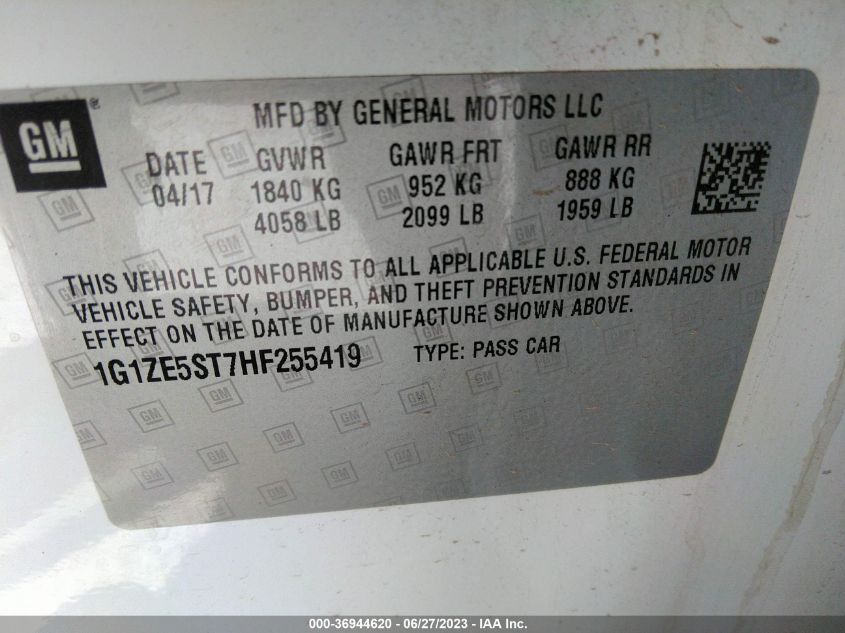 GM
MFD BY GENERAL MOTORS LLC
DATE GVWR GAWR FRT GAWR RR
04/17 1840 KG 952 KG 888 KG
4058 LB 2099 LB 1959 LB
THIS VEHICLE CONFORMS TO ALL APPLICABLE U.S. FEDERAL MOTOR
VEHICLE SAFETY, BUMPER, AND THEFT PREVENTION STANDARDS IN
EFFECT ON THE DATE OF MANUFACTURE SHOWN ABOVE.
1G1ZE5ST7HF255419 TYPE: PASS CAR
000-36944620 - 06/27/2023 - IAA Inc.